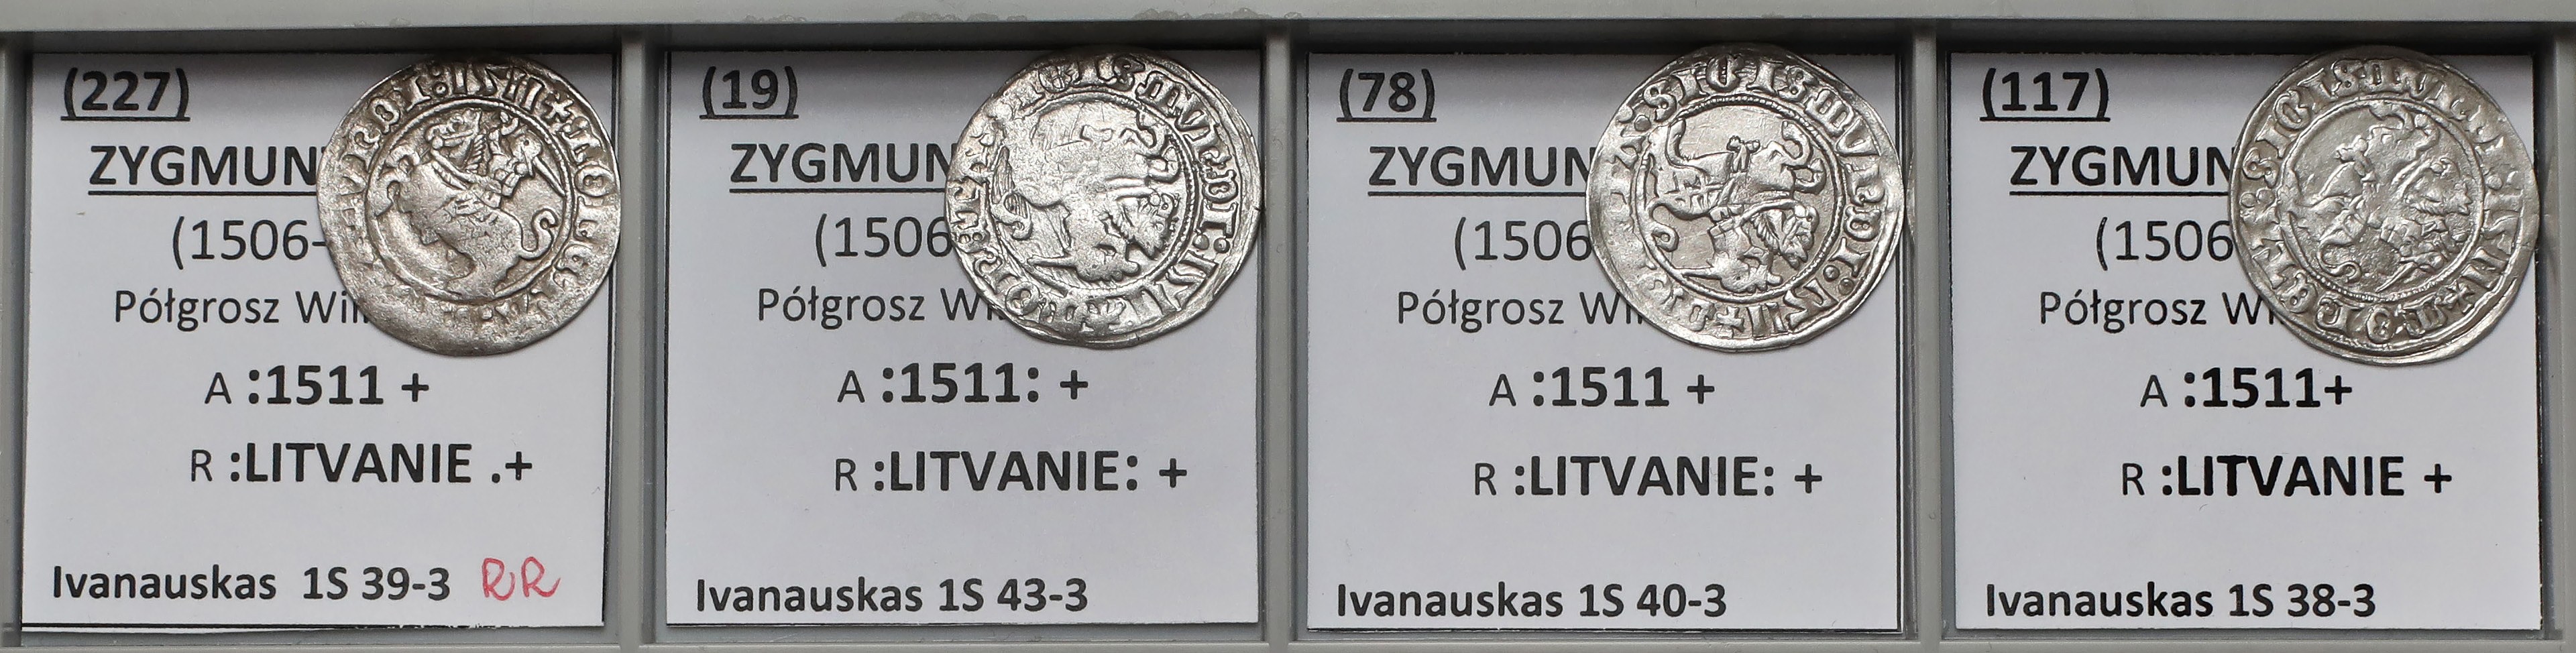 (227)
ZYGMUN
(1506-
Półgrosz Wil
A :1511 +
R :LITVANIE .+
Ivanauskas 1S 39-3 RR
(19)
ZYGMUN
(1506
Półgrosz W
A :1511: +
R :LITVANIE: +
Ivanauskas 1S 43-3
(78)
ZYGMUN
(1506
Półgrosz Wi
A :1511 +
R :LITVANIE: +
Ivanauskas 1S 40-3
(117)
ZYGMUN
(1506
Półgrosz W
A :1511+
R :LITVANIE +
Ivanauskas 1S 38-3